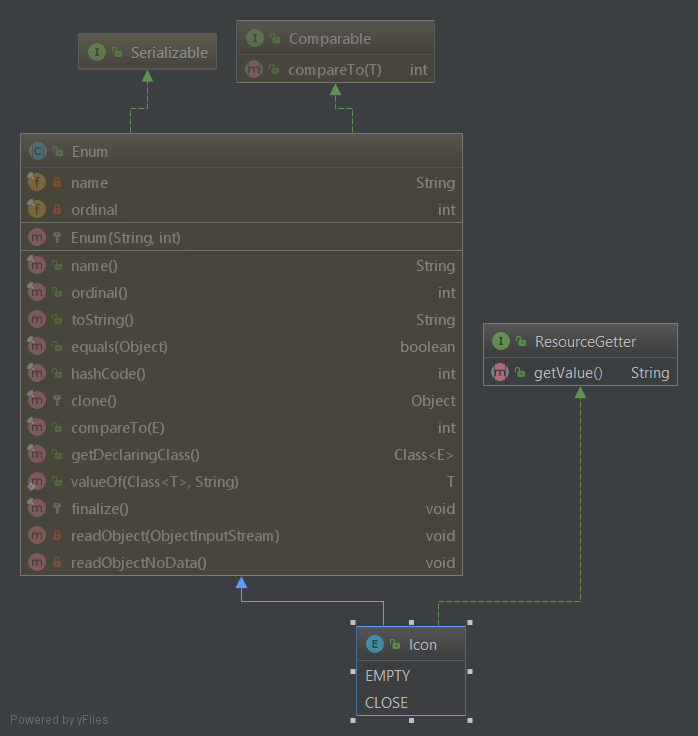 Serializable
Comparable
compareTo(T) int
Enum
name String
ordinal int
Enum(String, int)
name() String
ordinal() int
toString() String
equals(Object) boolean
hashCode() int
clone() Object
compareTo(E) int
getDeclaringClass() Class<E>
valueOf(Class<T>, String) T
finalize() void
readObject(ObjectInputStream) void
readObjectNoData() void
ResourceGetter
getValue() String
Icon
EMPTY
CLOSE
Powered by yFiles